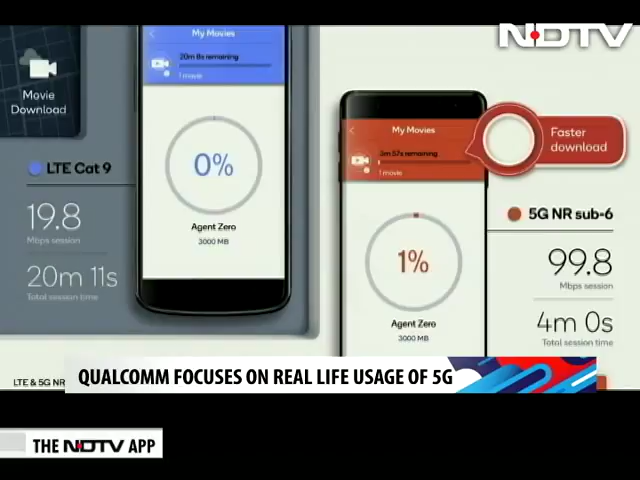 NDTV
Movie
Download
My Movies
20m 8s remaining
1 movie
0%
Agent Zero
3000 MB
LTE Cat 9
19.8
Mbps session
20m 11s
Total session time
My Movies
3m 57s remaining
1 movie
1%
Agent Zero
3000 MB
Faster
download
5G NR sub-6
99.8
Mbps session
4m 0s
Total session time
LTE & 5G NR
QUALCOMM FOCUSES ON REAL LIFE USAGE OF 5G
THE NDTV APP